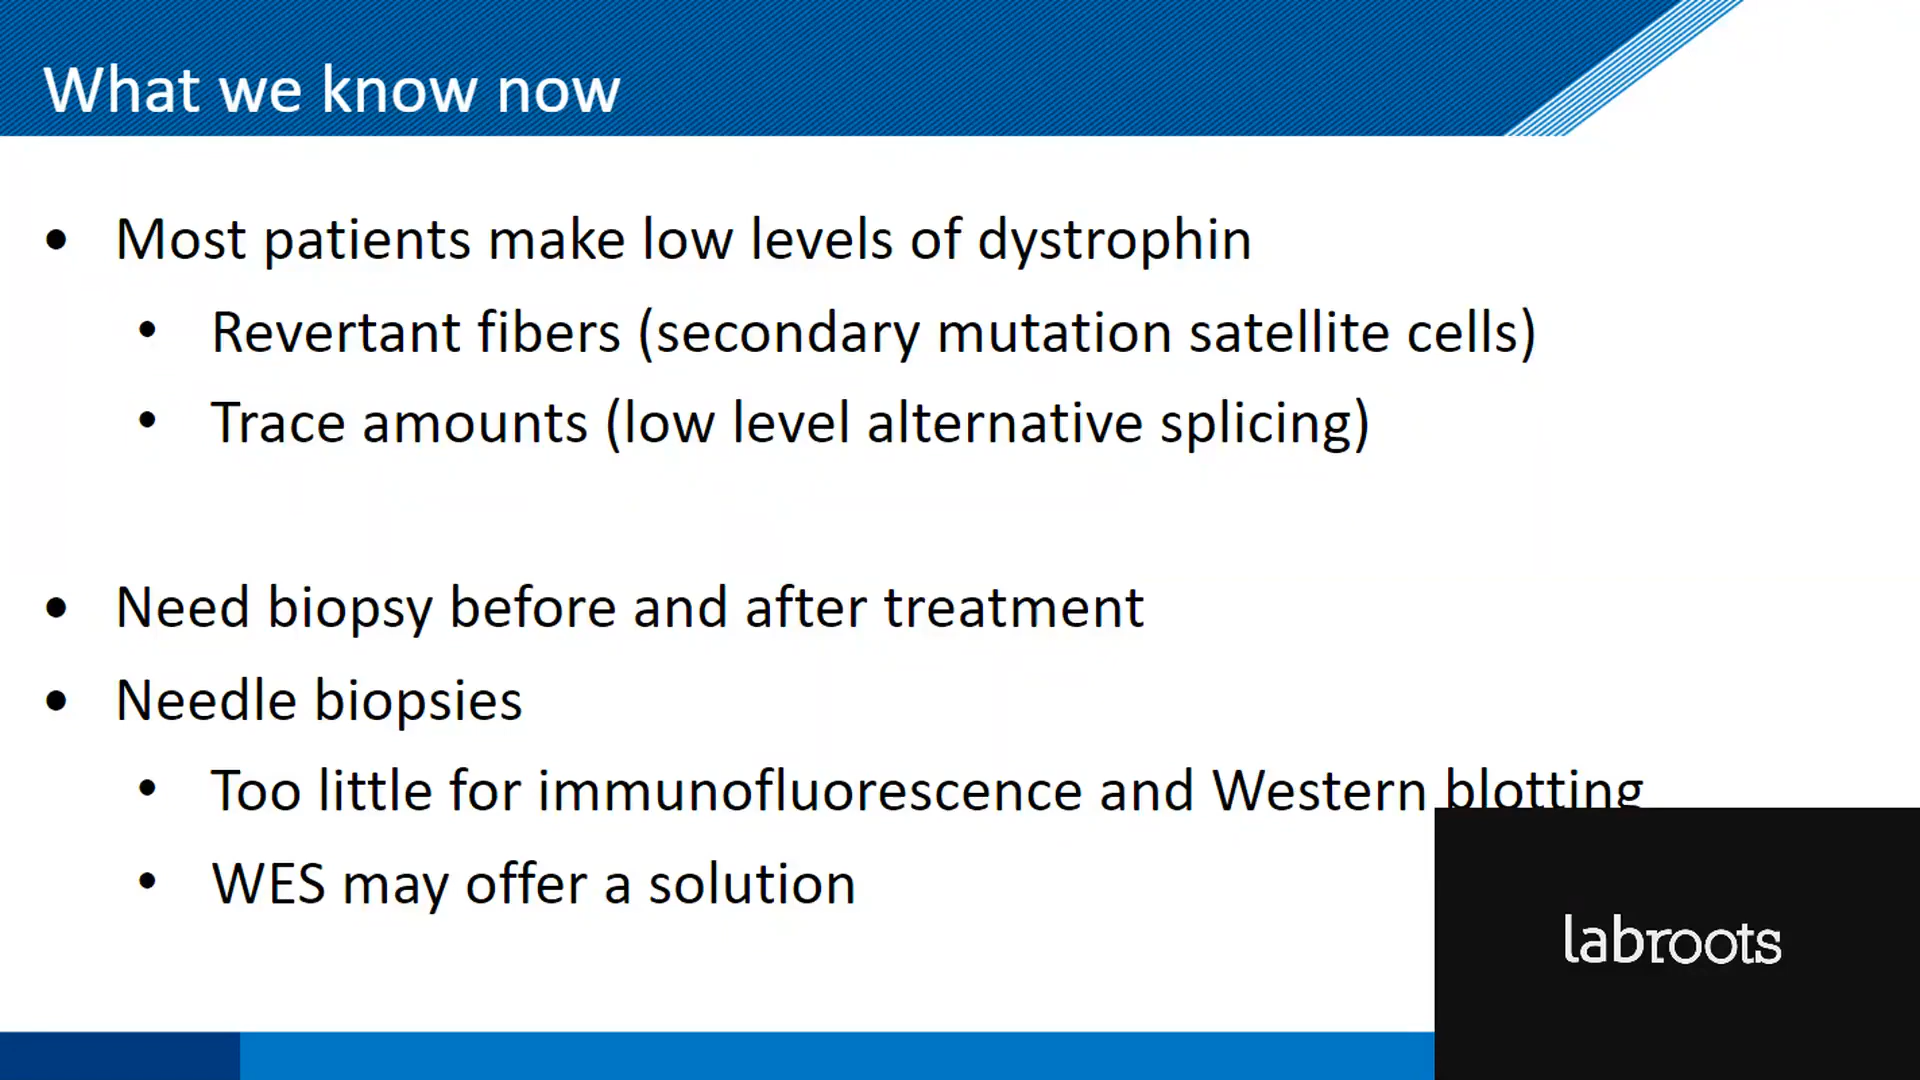 What we know now
• Most patients make low levels of dystrophin
• Revertant fibers (secondary mutation satellite cells)
• Trace amounts (low level alternative splicing)
• Need biopsy before and after treatment
• Needle biopsies
• Too little for immunofluorescence and Western blotting
• WES may offer a solution
labroots